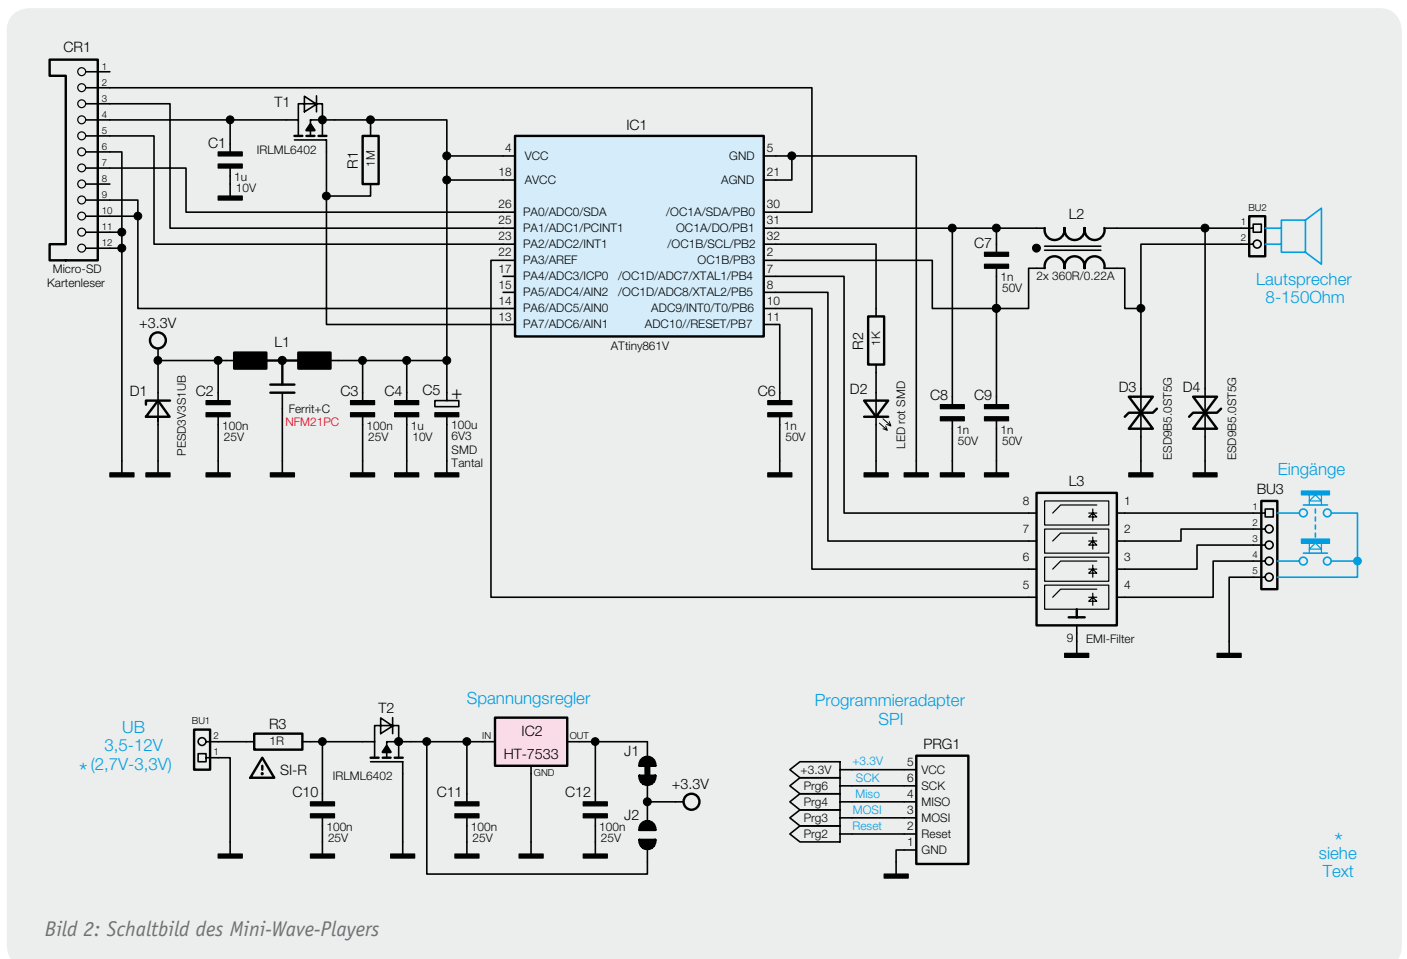 CR1
1
2
3
4
5
6
7
8
9
10
11
12
Micro-SD
Kartenleser
C1
1u
10V
T1
IRLML6402
R1
1M
IC1
4 VCC
18 AVCC
26 PA0/ADC0/SDA
25 PA1/ADC1/PCINT1
23 PA2/ADC2/INT1
22 PA3/AREF
17 PA4/ADC3/ICP0
15 PA5/ADC4/AIN2
14 PA6/ADC5/AIN0
13 PA7/ADC6/AIN1
GND 5
AGND 21
/OC1A/SDA/PB0 30
OC1A/DO/PB1 31
/OC1B/SCL/PB2 32
OC1B/PB3 2
/OC1D/ADC7/XTAL1/PB4 7
/OC1D/ADC8/XTAL2/PB5 8
ADC9/INT0/T0/PB6 10
ADC10//RESET/PB7 11
ATtiny861V
+3.3V
D1
PESD3V3S1UB
C2
100n
25V
L1
Ferrit+C
NFM21PC
C3
100n
25V
C4
1u
10V
C5
+
100u
6V3
SMD
Tantal
C6
1n
50V
R2
1K
D2
LED rot SMD
C7
1n
50V
C8
1n
50V
C9
1n
50V
L2
2x 360R/0.22A
D3
ESD9B5.0ST5G
D4
ESD9B5.0ST5G
BU2
1
2
Lautsprecher
8-150Ohm
L3
8
7
6
5
1
2
3
4
9
EMI-Filter
Eingänge
BU3
1
2
3
4
5
UB
3,5-12V
* (2,7V-3,3V)
BU1
2
1
R3
1R
SI-R
C10
100n
25V
T2
IRLML6402
Spannungsregler
C11
100n
25V
IN
IC2
HT-7533
OUT
GND
C12
100n
25V
J1
J2
+3.3V
Programmieradapter
SPI
PRG1
+3.3V +3.3V 5 VCC
Prg6 SCK 6 SCK
Prg4 Miso 4 MISO
Prg3 MOSI 3 MOSI
Prg2 Reset 2 Reset
1 GND
*
siehe
Text
Bild 2: Schaltbild des Mini-Wave-Players